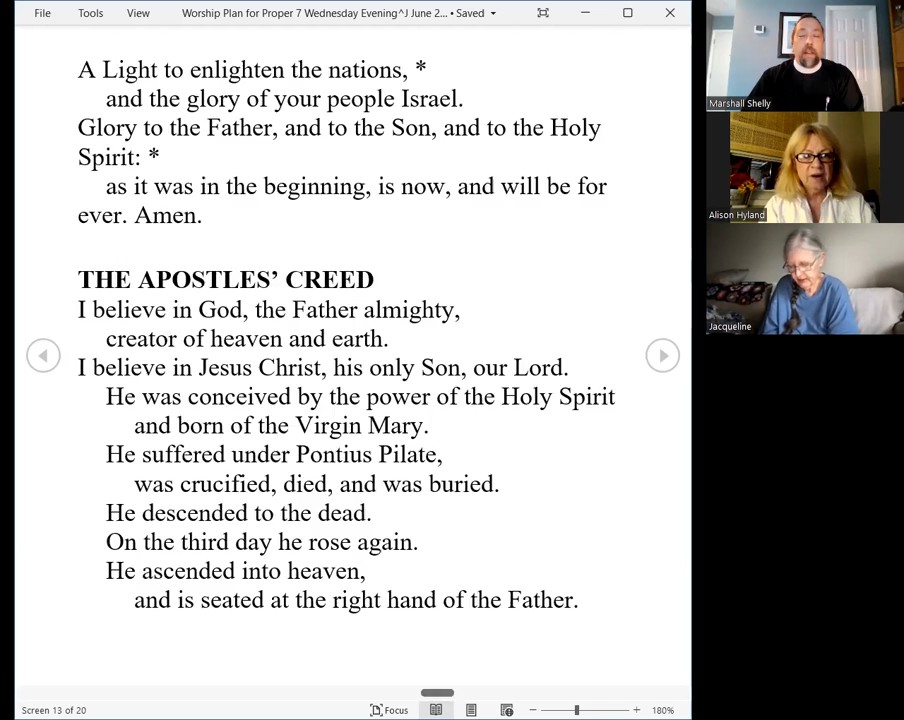 File Tools View Worship Plan for Proper 7 Wednesday Evening^J June 2... • Saved
A Light to enlighten the nations, *
and the glory of your people Israel.
Glory to the Father, and to the Son, and to the Holy
Spirit: *
as it was in the beginning, is now, and will be for
ever. Amen.
THE APOSTLES’ CREED
I believe in God, the Father almighty,
creator of heaven and earth.
I believe in Jesus Christ, his only Son, our Lord.
He was conceived by the power of the Holy Spirit
and born of the Virgin Mary.
He suffered under Pontius Pilate,
was crucified, died, and was buried.
He descended to the dead.
On the third day he rose again.
He ascended into heaven,
and is seated at the right hand of the Father.
Screen 13 of 20 Focus 180%
Marshall Shelly
Alison Hyland
Jacqueline